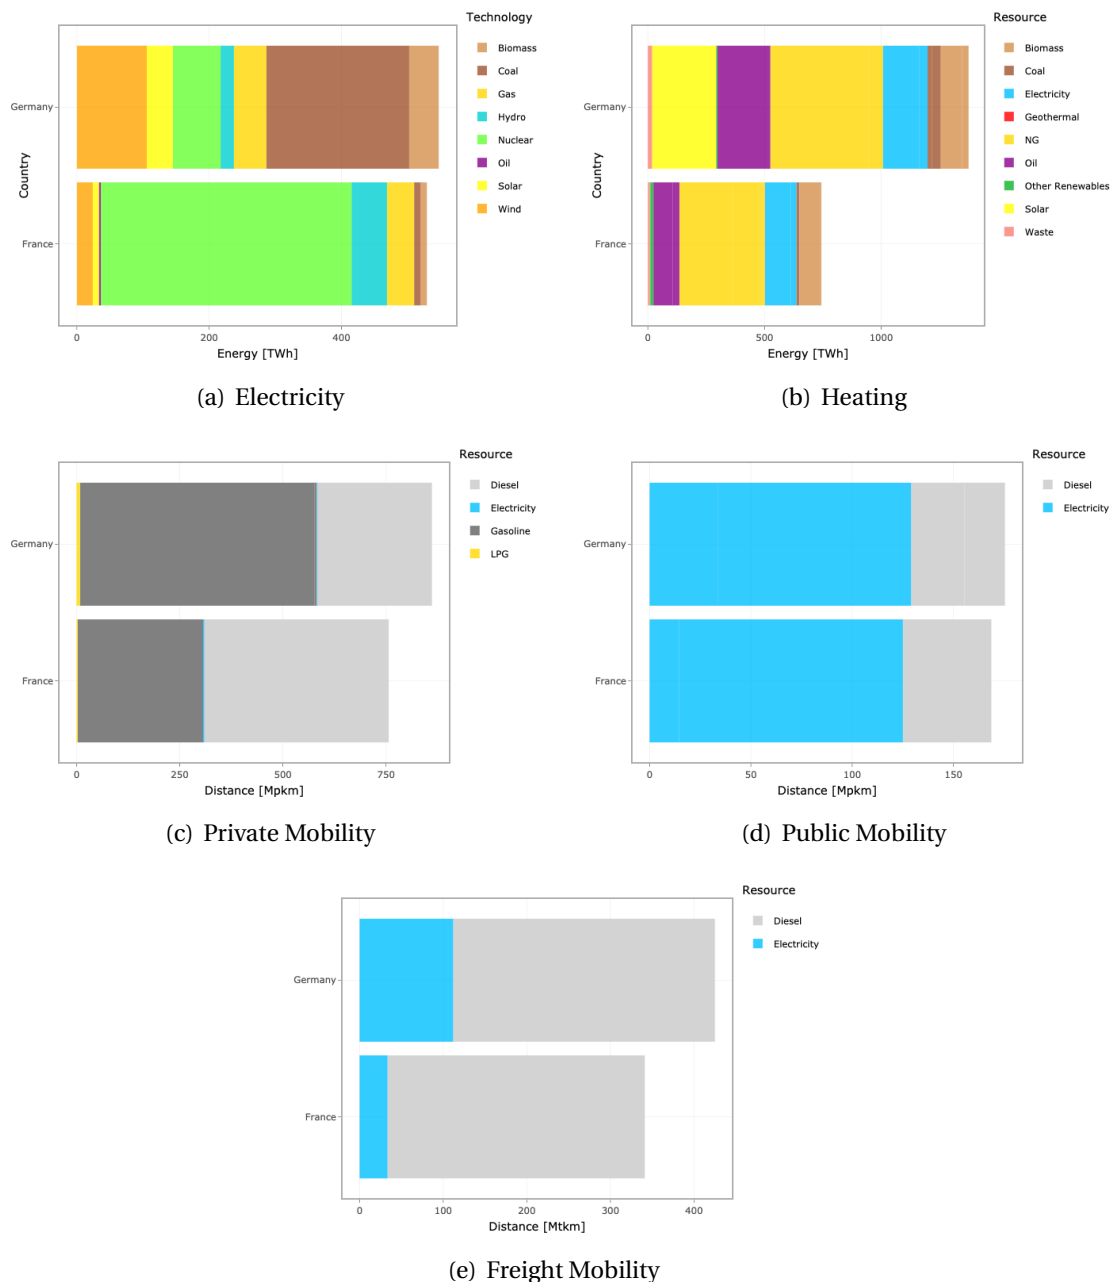 Technology
Biomass
Coal
Gas
Hydro
Nuclear
Oil
Solar
Wind
Germany
France
Country
0 200 400
Energy [TWh]
(a) Electricity
Resource
Biomass
Coal
Electricity
Geothermal
NG
Oil
Other Renewables
Solar
Waste
Germany
France
Country
0 500 1000
Energy [TWh]
(b) Heating
Resource
Diesel
Electricity
Gasoline
LPG
Germany
France
0 250 500 750
Distance [Mpkm]
(c) Private Mobility
Resource
Diesel
Electricity
Germany
France
0 50 100 150
Distance [Mpkm]
(d) Public Mobility
Resource
Diesel
Electricity
Germany
France
0 100 200 300 400
Distance [Mtkm]
(e) Freight Mobility